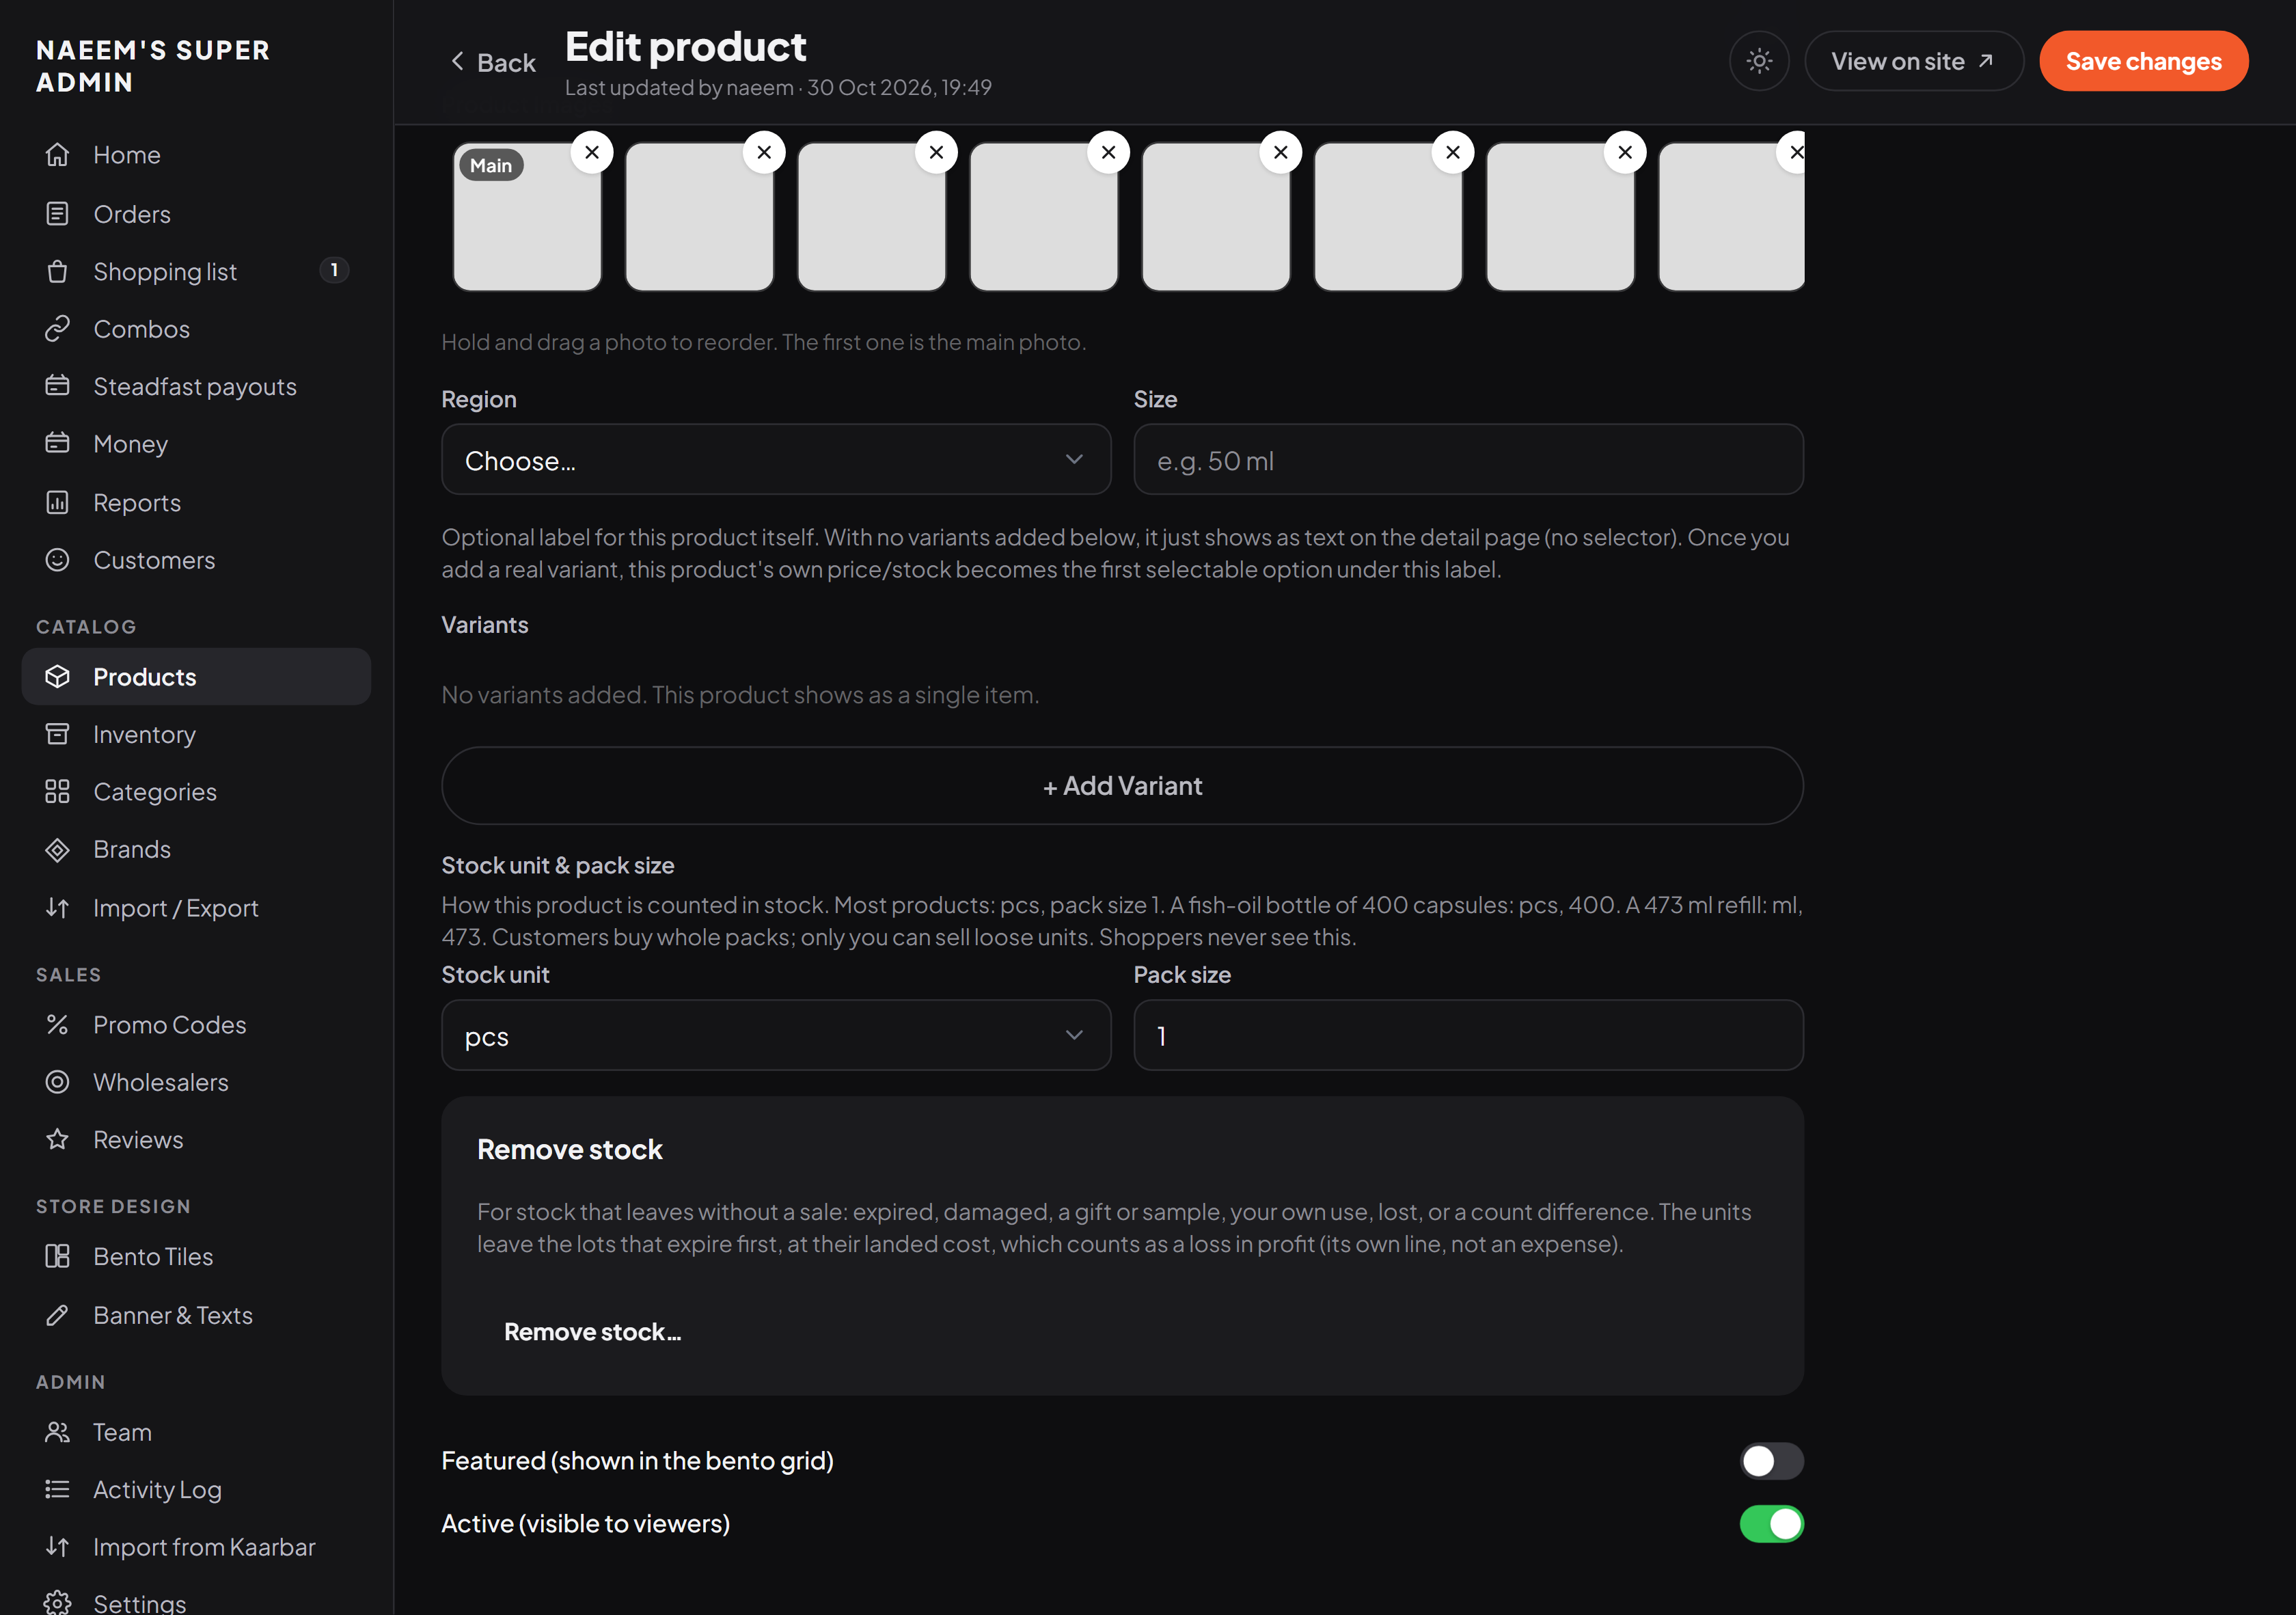 NAEEM'S SUPER
ADMIN
Home
Orders
Shopping list
1
Combos
Steadfast payouts
Money
Reports
Customers
CATALOG
Products
Inventory
Categories
Brands
Import / Export
SALES
Promo Codes
Wholesalers
Reviews
STORE DESIGN
Bento Tiles
Banner & Texts
ADMIN
Team
Activity Log
Import from Kaarbar
Settings
Back
Edit product
Last updated by naeem · 30 Oct 2026, 19:49
View on site
Save changes
Main
Hold and drag a photo to reorder. The first one is the main photo.
Region
Size
Choose...
e.g. 50 ml
Optional label for this product itself. With no variants added below, it just shows as text on the detail page (no selector). Once you
add a real variant, this product's own price/stock becomes the first selectable option under this label.
Variants
No variants added. This product shows as a single item.
+ Add Variant
Stock unit & pack size
How this product is counted in stock. Most products: pcs, pack size 1. A fish-oil bottle of 400 capsules: pcs, 400. A 473 ml refill: ml,
473. Customers buy whole packs; only you can sell loose units. Shoppers never see this.
Stock unit
Pack size
pcs
1
Remove stock
For stock that leaves without a sale: expired, damaged, a gift or sample, your own use, lost, or a count difference. The units
leave the lots that expire first, at their landed cost, which counts as a loss in profit (its own line, not an expense).
Remove stock...
Featured (shown in the bento grid)
Active (visible to viewers)